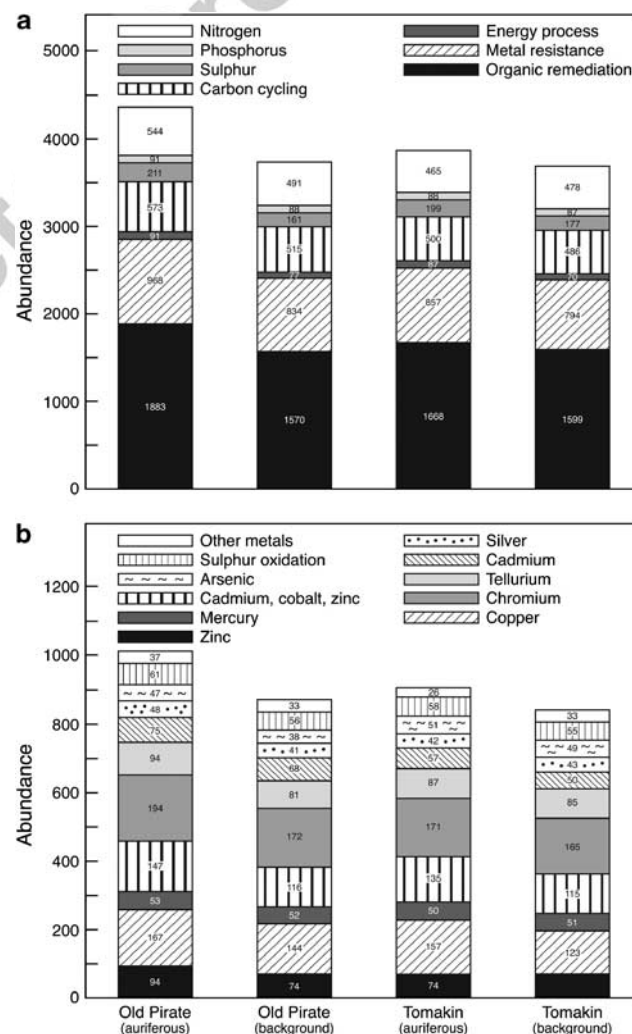 a
Nitrogen
Phosphorus
Sulphur
Carbon cycling
Energy process
Metal resistance
Organic remediation
Abundance
5000
4000
3000
2000
1000
0
544
91
211
573
91
968
1883
491
88
161
515
77
834
1570
465
88
199
500
87
857
1668
478
87
177
486
70
794
1599
b
Other metals
Sulphur oxidation
Arsenic
Cadmium, cobalt, zinc
Mercury
Zinc
Silver
Cadmium
Tellurium
Chromium
Copper
Abundance
1200
1000
800
600
400
200
0
37
61
47
48
75
94
194
147
53
167
94
33
56
38
41
68
81
172
116
52
144
74
26
58
51
42
57
87
171
135
50
157
74
33
55
49
43
50
85
165
115
51
123
Old Pirate
(auriferous)
Old Pirate
(background)
Tomakin
(auriferous)
Tomakin
(background)